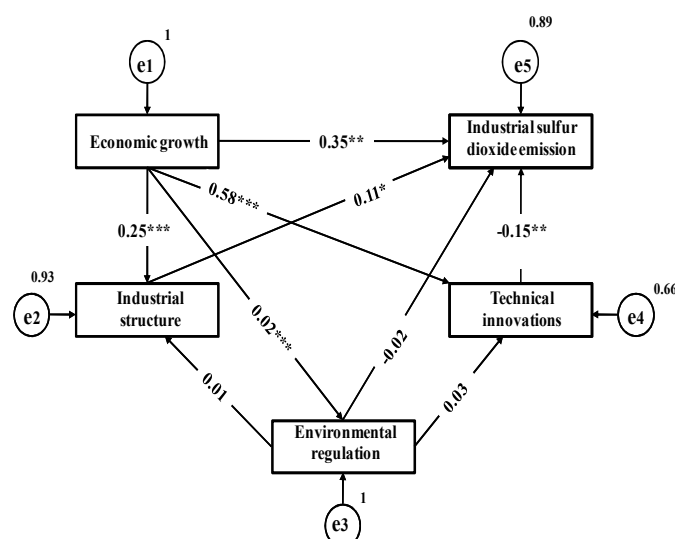 1
e1
0.89
e5
Economic growth
0.35**
Industrial sulfur
dioxide emission
0.58***
0.11*
0.25***
-0.15**
0.93
e2
Industrial
structure
Technical
innovations
0.66
e4
0.02***
-0.02
0.01
0.03
Environmental
regulation
1
e3